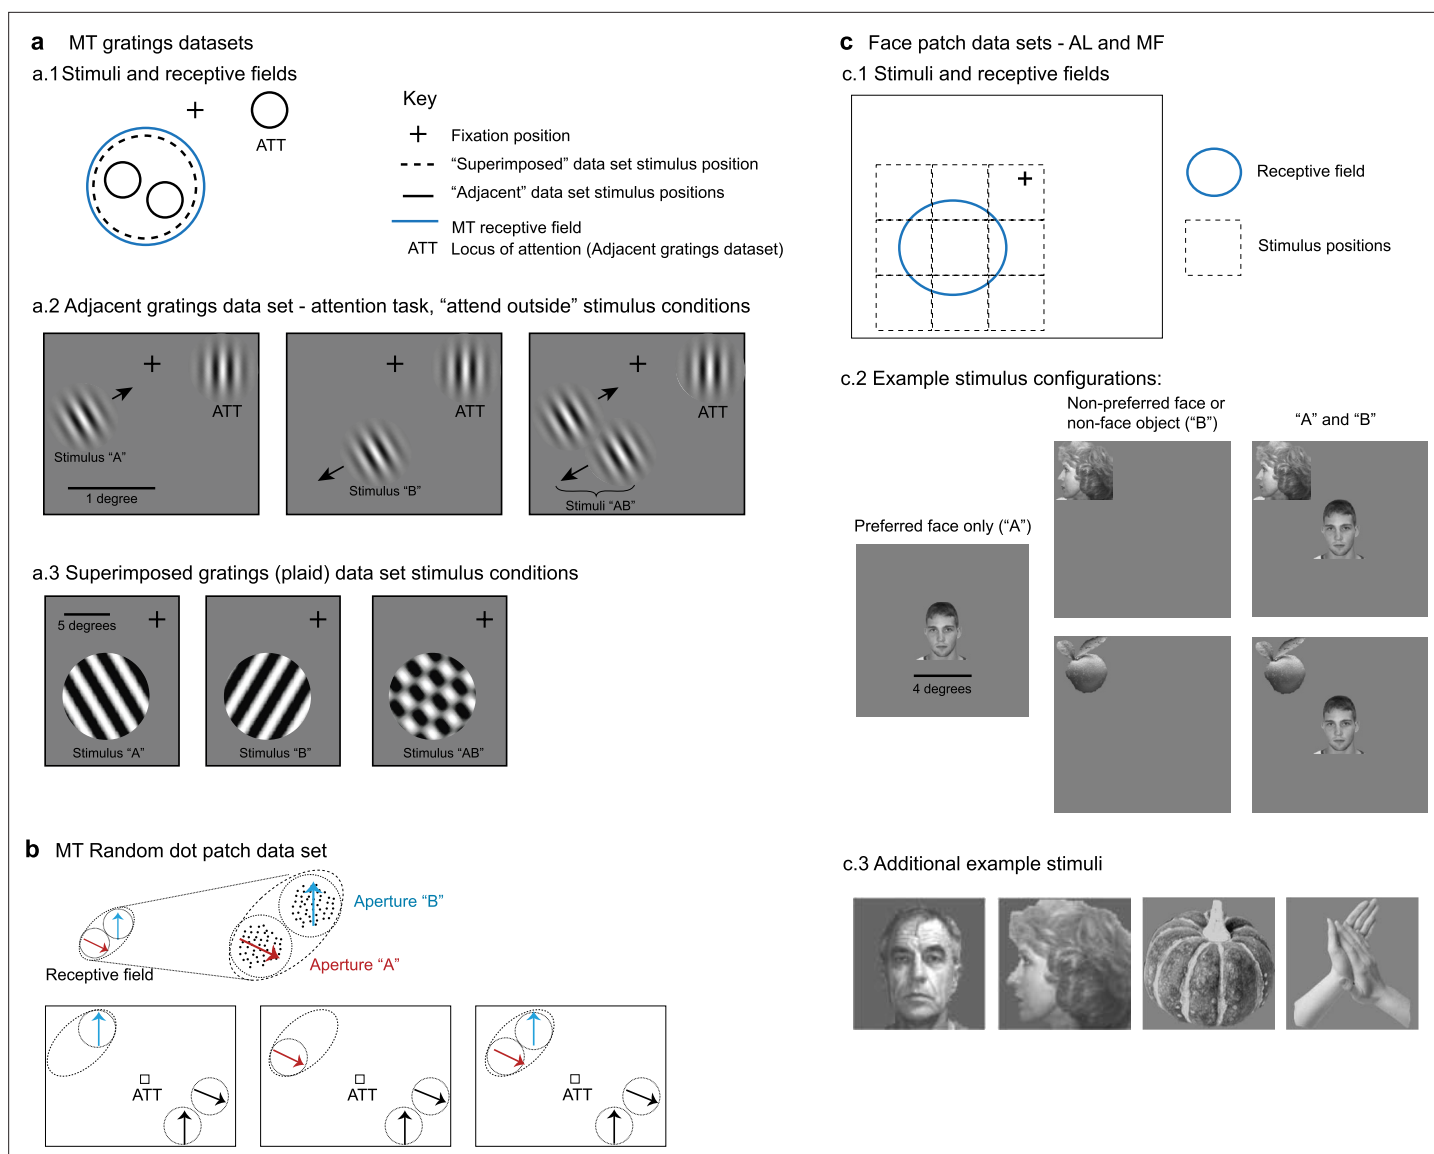 a MT gratings datasets
a.1 Stimuli and receptive fields
ATT
Key
Fixation position
“Superimposed” data set stimulus position
“Adjacent” data set stimulus positions
MT receptive field
ATT Locus of attention (Adjacent gratings dataset)
a.2 Adjacent gratings data set - attention task, “attend outside” stimulus conditions
ATT
Stimulus “A”
1 degree
ATT
Stimulus “B”
ATT
Stimuli “AB”
a.3 Superimposed gratings (plaid) data set stimulus conditions
5 degrees
Stimulus “A”
Stimulus “B”
Stimulus “AB”
b MT Random dot patch data set
Aperture “B”
Aperture “A”
Receptive field
ATT
ATT
ATT
c Face patch data sets - AL and MF
c.1 Stimuli and receptive fields
Receptive field
Stimulus positions
c.2 Example stimulus configurations:
Non-preferred face or
non-face object (“B”)
“A” and “B”
Preferred face only (“A”)
4 degrees
c.3 Additional example stimuli